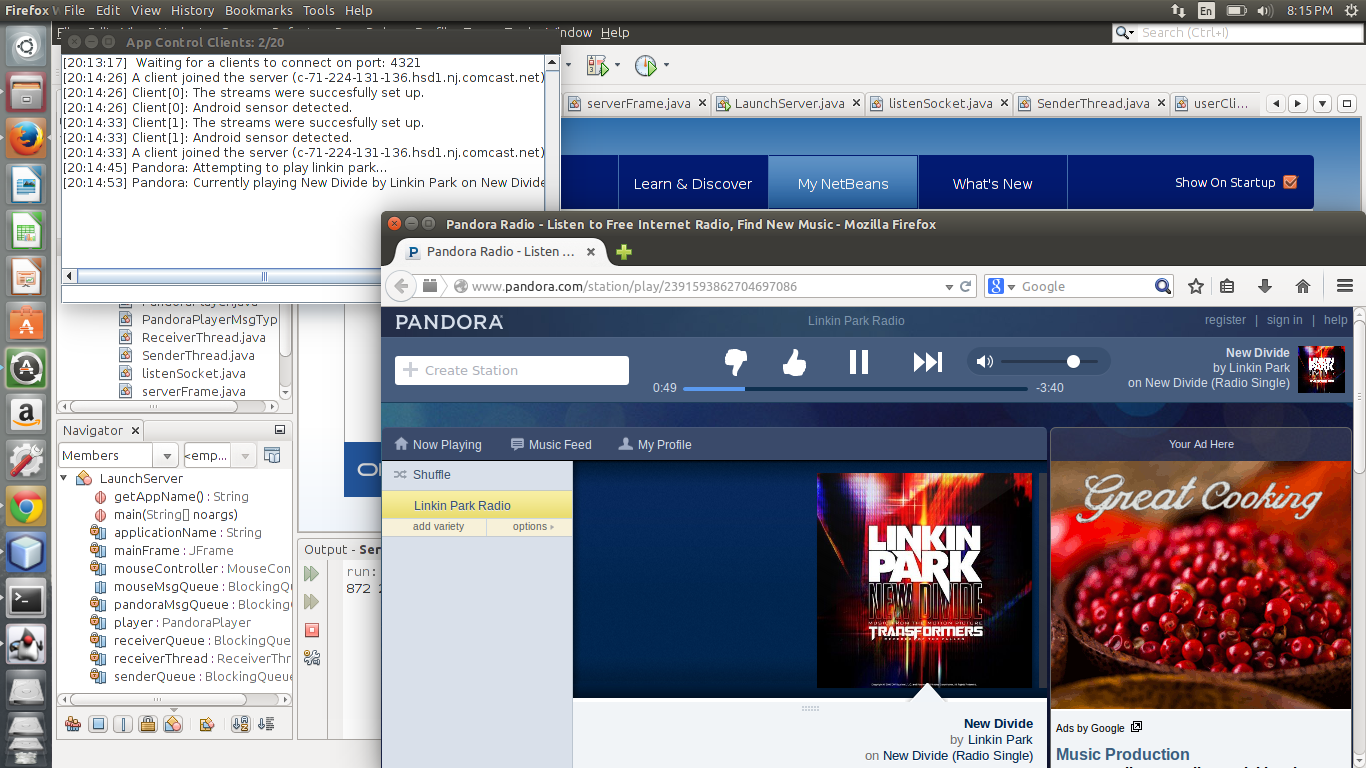 Firefox W File Edit View History Bookmarks Tools Help
En 8:15 PM
Help
Search (Ctrl+I)
App Control Clients: 2/20
[20:13:17] Waiting for a clients to connect on port: 4321
[20:14:26] A client joined the server (c-71-224-131-136.hsd1.nj.comcast.net)
[20:14:26] Client[0]: The streams were succesfully set up.
[20:14:26] Client[0]: Android sensor detected.
[20:14:33] Client[1]: The streams were succesfully set up.
[20:14:33] Client[1]: Android sensor detected.
[20:14:33] A client joined the server (c-71-224-131-136.hsd1.nj.comcast.net)
[20:14:45] Pandora: Attempting to play linkin park...
[20:14:53] Pandora: Currently playing New Divide by Linkin Park on New Divide
serverFrame.java LaunchServer.java listenSocket.java SenderThread.java userCli...
Learn & Discover My NetBeans What's New Show On Startup
Pandora Radio - Listen to Free Internet Radio, Find New Music - Mozilla Firefox
Pandora Radio - Listen ...
www.pandora.com/station/play/2391593862704697086
Google
PANDORA
Linkin Park Radio
register | sign in | help
Create Station
0:49
-3:40
New Divide
by Linkin Park
on New Divide (Radio Single)
Now Playing Music Feed My Profile
Your Ad Here
Shuffle
Linkin Park Radio
add variety options
LINKIN
PARK
NEW DIVIDE
MUSIC FROM THE MOTION PICTURE
TRANSFORMERS
REVENGE OF THE FALLEN
New Divide
by Linkin Park
on New Divide (Radio Single)
Great Cooking
Ads by Google
Music Production
PandoraPlayerMsgTyp
ReceiverThread.java
SenderThread.java
listenSocket.java
serverFrame.java
Navigator
Members
<emp...
LaunchServer
getAppName() : String
main(String[] noargs)
applicationName : String
mainFrame : JFrame
mouseController : MouseCon
mouseMsgQueue : BlockingQ
pandoraMsgQueue : BlockingQ
player : PandoraPlayer
receiverQueue : BlockingQue
receiverThread : ReceiverThr
senderQueue : BlockingQueu
Output - Ser
run:
872 2